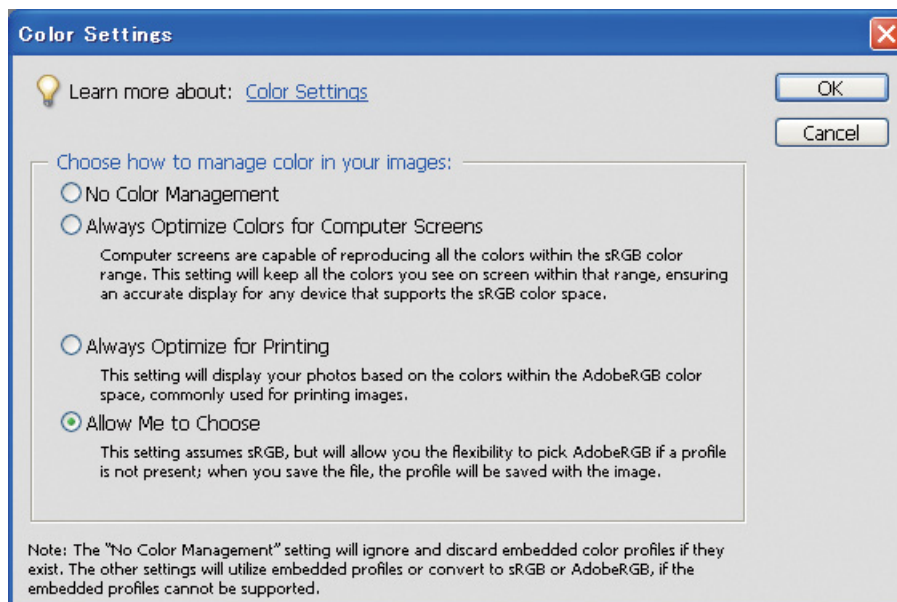 Color Settings
Learn more about: Color Settings
OK
Cancel
Choose how to manage color in your images:
No Color Management
Always Optimize Colors for Computer Screens
Computer screens are capable of reproducing all the colors within the sRGB color
range. This setting will keep all the colors you see on screen within that range, ensuring
an accurate display for any device that supports the sRGB color space.
Always Optimize for Printing
This setting will display your photos based on the colors within the AdobeRGB color
space, commonly used for printing images.
Allow Me to Choose
This setting assumes sRGB, but will allow you the flexibility to pick AdobeRGB if a profile
is not present; when you save the file, the profile will be saved with the image.
Note: The "No Color Management" setting will ignore and discard embedded color profiles if they
exist. The other settings will utilize embedded profiles or convert to sRGB or AdobeRGB, if the
embedded profiles cannot be supported.